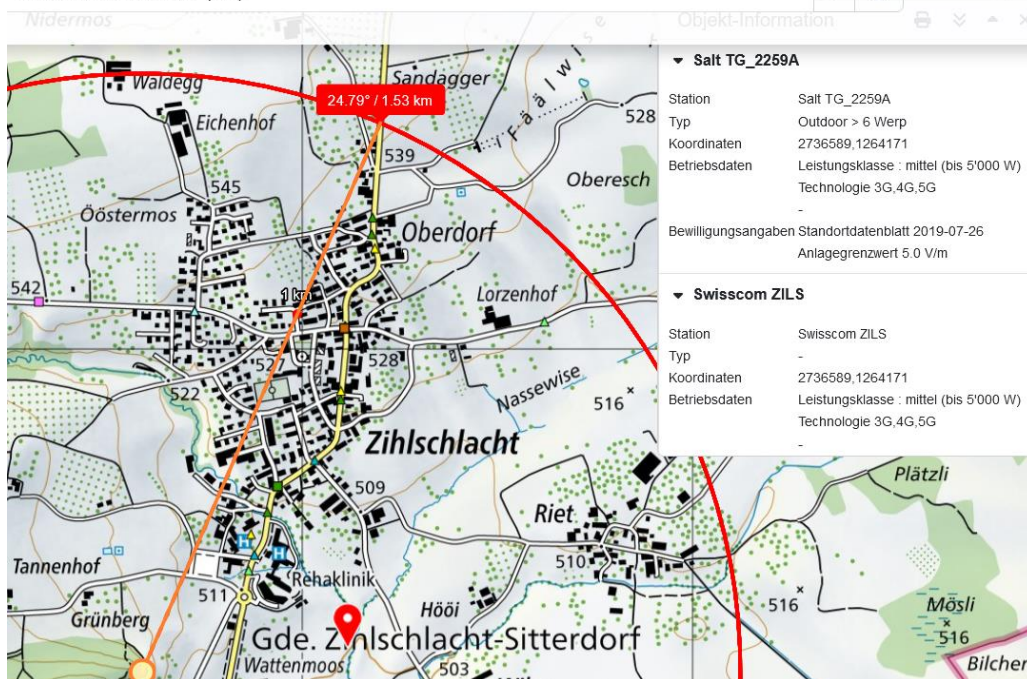 Nidermos
Objekt-Information
Waldegg
Sandagger
24.79° / 1.53 km
Fäälwis
Eichenhof
528
539
545
Oberesch
Ööstermos
Oberdorf
542
1 km
Lorzenhof
527
528
522
Nassewise
516
Zihlschlacht
509
Plätzli
Riet
510
H
H
Tannenhof
Rehaklinik
511
516
Mösli
Grünberg
Hööi
516
Gde. Zihlschlacht-Sitterdorf
Wattenmoos
503
Bilchen
Salt TG_2259A
Station Salt TG_2259A
Typ Outdoor > 6 Werp
Koordinaten 2736589,1264171
Betriebsdaten Leistungsklasse : mittel (bis 5'000 W)
Technologie 3G,4G,5G
-
Bewilligungsangaben Standortdatenblatt 2019-07-26
Anlagegrenzwert 5.0 V/m
Swisscom ZILS
Station Swisscom ZILS
Typ -
Koordinaten 2736589,1264171
Betriebsdaten Leistungsklasse : mittel (bis 5'000 W)
Technologie 3G,4G,5G
-